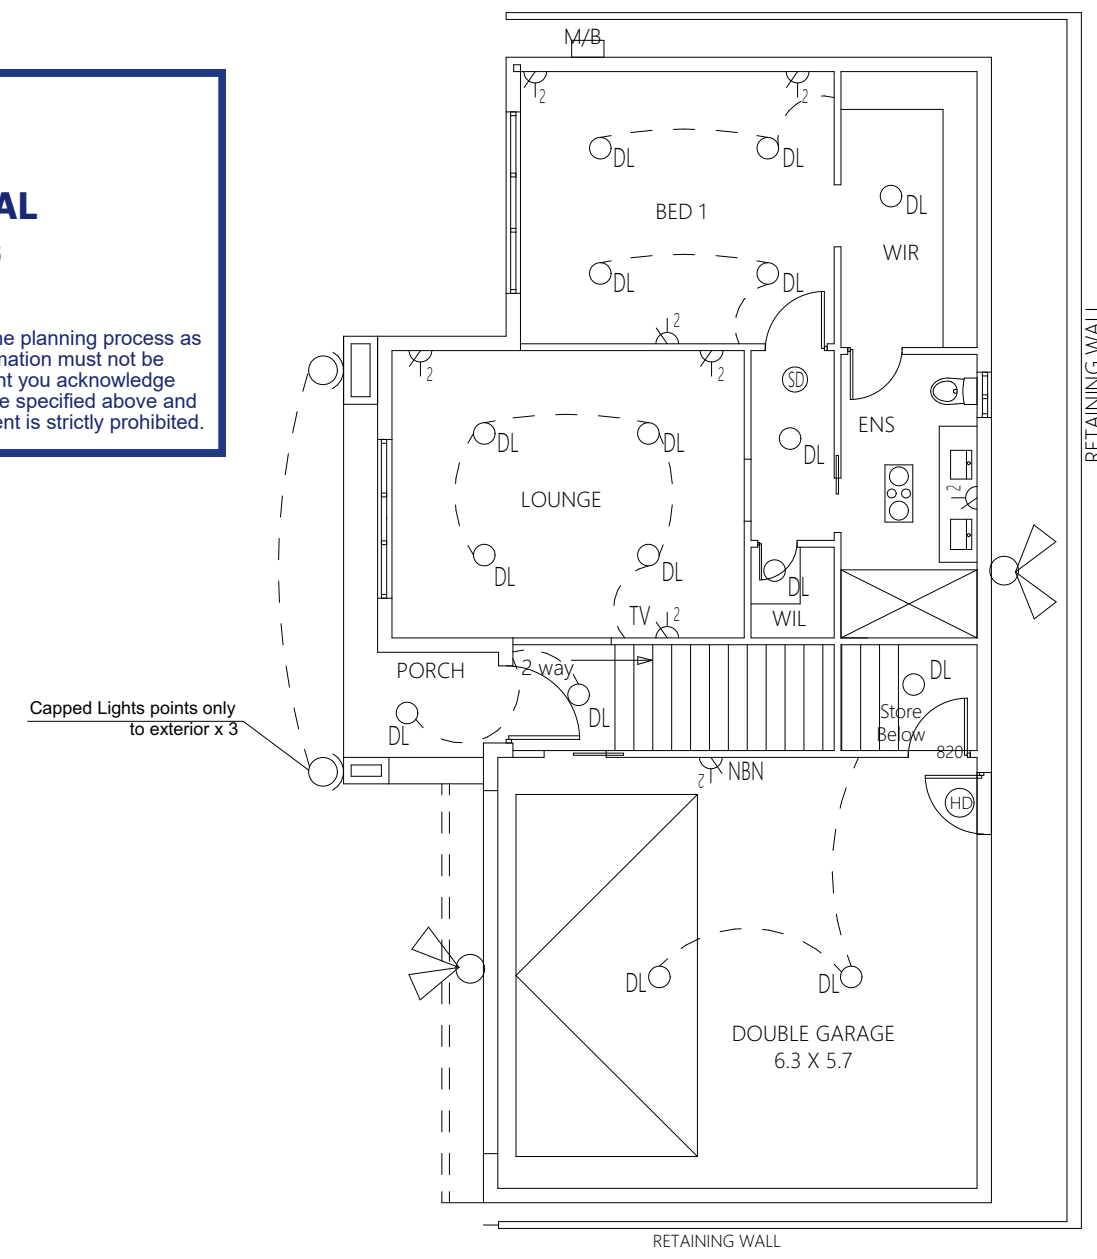 M/B
2
2
DL
DL
DL
BED 1
WIR
DL
DL
AL
ne planning process as
mation must not be
nt you acknowledge
e specified above and
ent is strictly prohibited.
2
2
2
SD
RETAINING WALL
ENS
DL
DL
DL
LOUNGE
2
DL
DL
DL
TV
2
WIL
PORCH
2 way
DL
Capped Lights points only
to exterior x 3
DL
DL
Store
Below
820
2
NBN
HD
DL
DL
DOUBLE GARAGE
6.3 X 5.7
RETAINING WALL